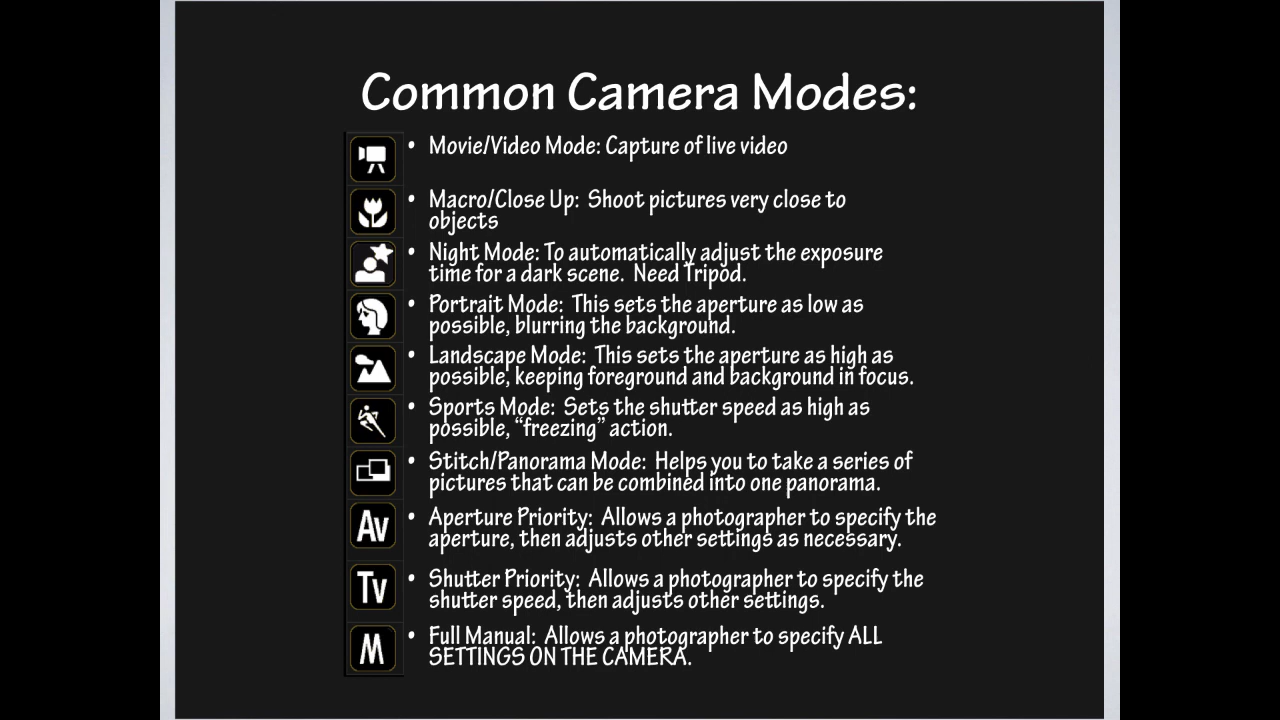 Common Camera Modes:
• Movie/Video Mode: Capture of live video
• Macro/Close Up: Shoot pictures very close to
objects
• Night Mode: To automatically adjust the exposure
time for a dark scene. Need Tripod.
• Portrait Mode: This sets the aperture as low as
possible, blurring the background.
• Landscape Mode: This sets the aperture as high as
possible, keeping foreground and background in focus.
• Sports Mode: Sets the shutter speed as high as
possible, “freezing” action.
• Stitch/Panorama Mode: Helps you to take a series of
pictures that can be combined into one panorama.
Av • Aperture Priority: Allows a photographer to specify the
aperture, then adjusts other settings as necessary.
Tv • Shutter Priority: Allows a photographer to specify the
shutter speed, then adjusts other settings.
M • Full Manual: Allows a photographer to specify ALL
SETTINGS ON THE CAMERA.